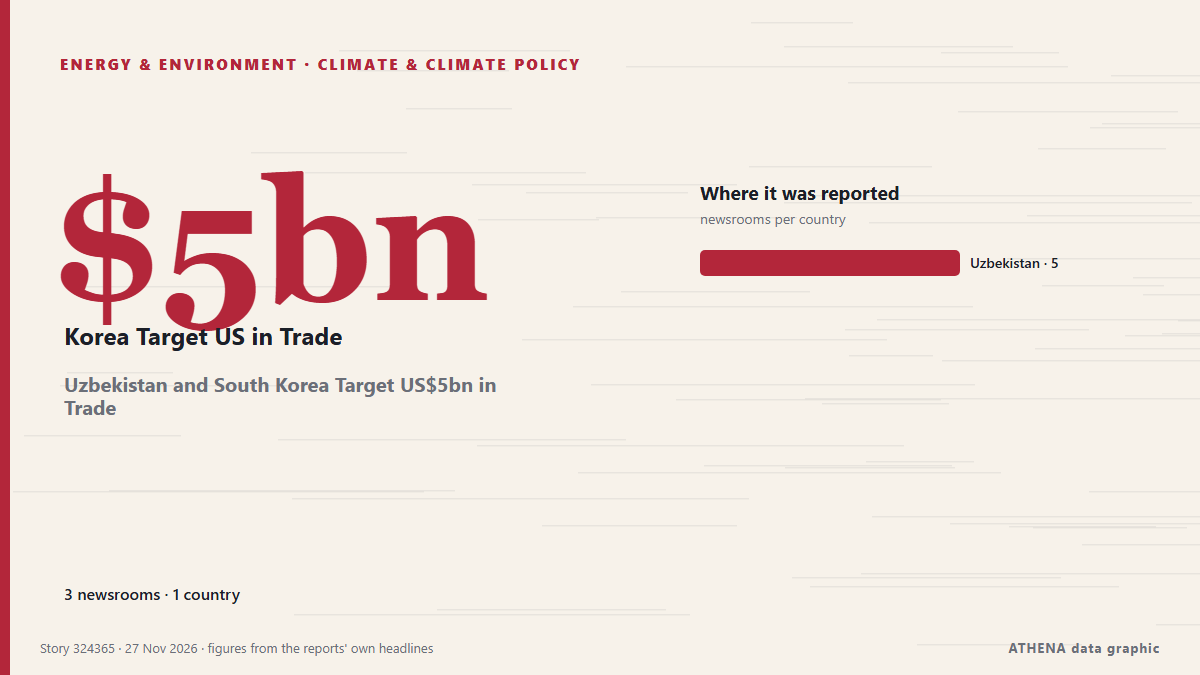 ENERGY & ENVIRONMENT · CLIMATE & CLIMATE POLICY
$5bn
Korea Target US in Trade
Uzbekistan and South Korea Target US$5bn in
Trade
Where it was reported
newsrooms per country
Uzbekistan · 5
3 newsrooms · 1 country
Story 324365 · 27 Nov 2026 · figures from the reports' own headlines
ATHENA data graphic